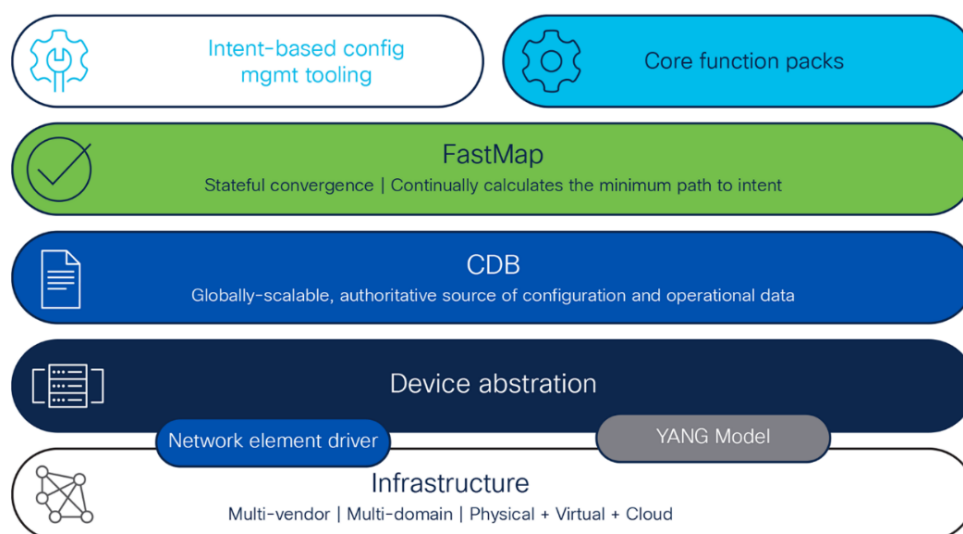 Intent-based config
mgmt tooling
Core function packs
FastMap
Stateful convergence | Continually calculates the minimum path to intent
CDB
Globally-scalable, authoritative source of configuration and operational data
Device abstration
Network element driver
YANG Model
Infrastructure
Multi-vendor | Multi-domain | Physical + Virtual + Cloud